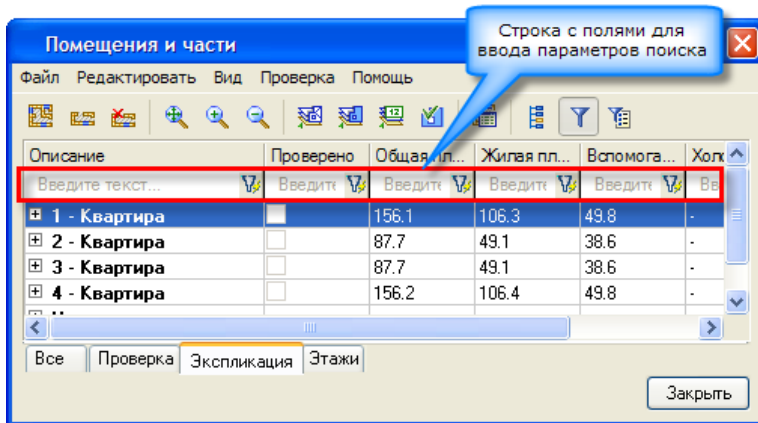 Строка с полями для
ввода параметров поиска
Помещения и части
Файл Редактировать Вид Проверка Помощь
Описание Проверено Общая пл... Жилая пл... Вспомога... Холо
Введите текст... Введите Введите Введите Введите Вв
1 - Квартира 156.1 106.3 49.8 -
2 - Квартира 87.7 49.1 38.6 -
3 - Квартира 87.7 49.1 38.6 -
4 - Квартира 156.2 106.4 49.8 -
Все Проверка Экспликация Этажи
Закрыть